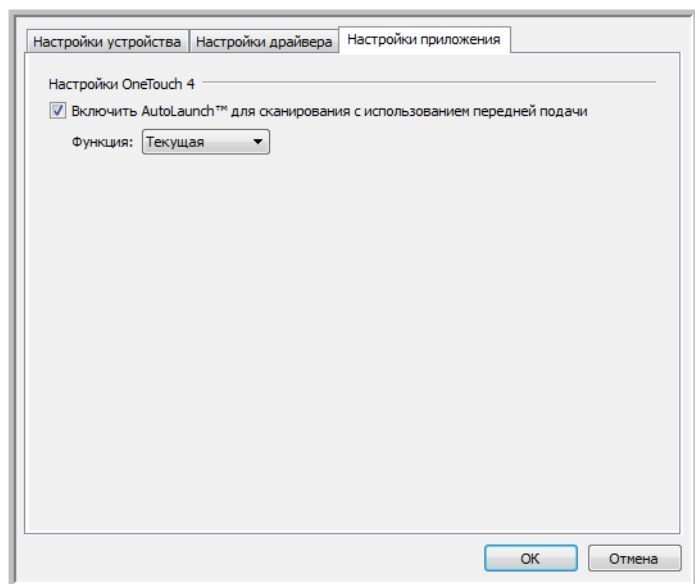 Настройки устройства Настройки драйвера Настройки приложения
Настройки OneTouch 4
Включить AutoLaunch™ для сканирования с использованием передней подачи
Функция: Текущая
OK Отмена